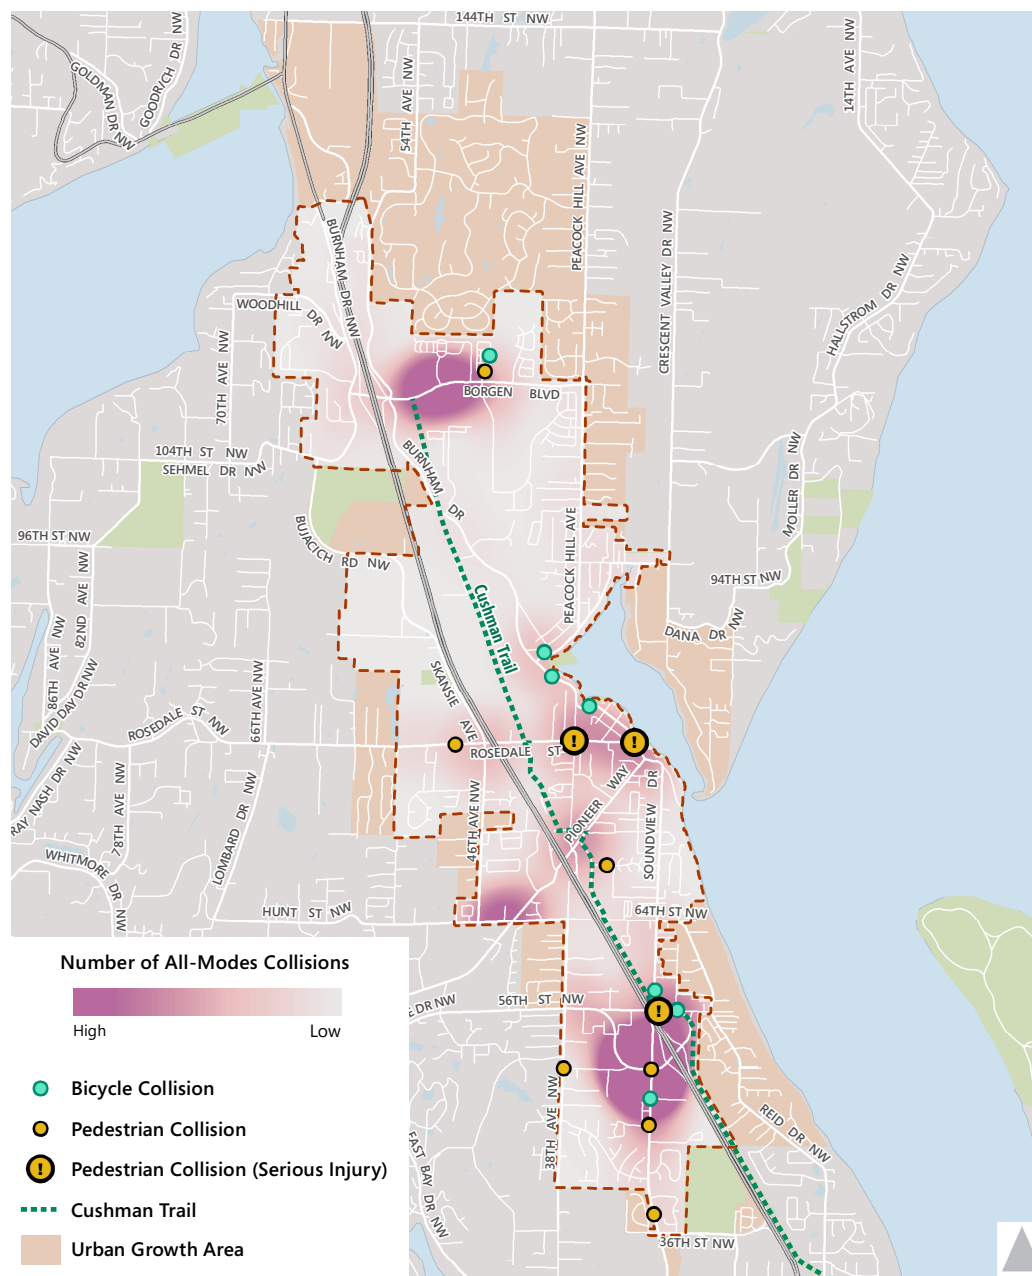 144TH ST NW
GOLDMAN DR NW
GOODRICH DR NW
54TH AVE NW
14TH AVE NW
PEACOCK HILL AVE NW
CRESCENT VALLEY DR NW
HALLSTROM DR NW
BURNHAM DR NW
WOODHILL DR NW
70TH AVE NW
BORGEN BLVD
104TH ST NW
SEHMEL DR NW
BURNHAM DR
MOLLER DR NW
96TH ST NW
BUJACICH RD NW
PEACOCK HILL AVE
82ND AVE NW
94TH ST NW
Cushman Trail
86TH AVE NW
DANA DR NW
DAVID DAY DR NW
66TH AVE NW
SKANSIE AVE
ROSEDALE ST NW
ROSEDALE ST
RAY NASH DR NW
78TH AVE NW
LOMBARD DR NW
46TH AVE NW
PIONEER WAY
SOUNDVIEW DR
WHITMORE DR NW
HUNT ST NW
64TH ST NW
E DR NW
56TH ST NW
38TH AVE NW
REID DR NW
EAST BAY DR NW
36TH ST NW
Number of All-Modes Collisions
High Low
Bicycle Collision
Pedestrian Collision
! Pedestrian Collision (Serious Injury)
Cushman Trail
Urban Growth Area